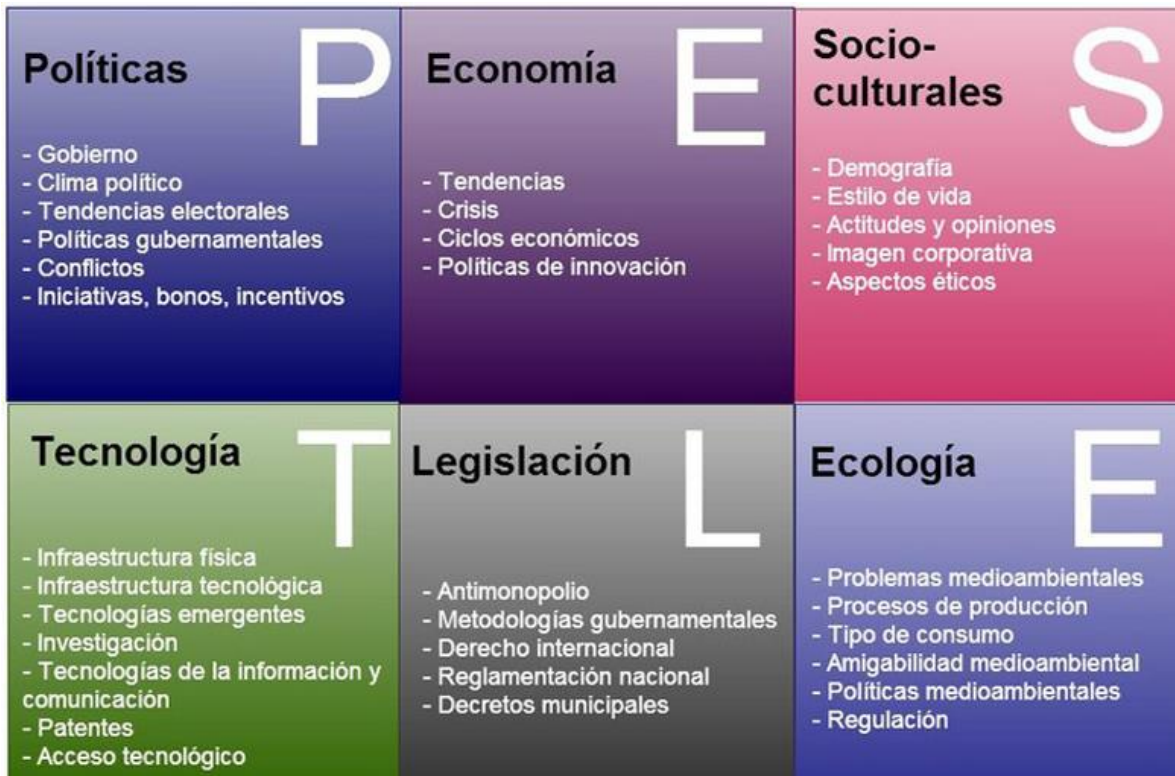 Políticas
P
- Gobierno
- Clima político
- Tendencias electorales
- Políticas gubernamentales
- Conflictos
- Iniciativas, bonos, incentivos
Economía
E
- Tendencias
- Crisis
- Ciclos económicos
- Políticas de innovación
Socio-
culturales
S
- Demografía
- Estilo de vida
- Actitudes y opiniones
- Imagen corporativa
- Aspectos éticos
Tecnología
T
- Infraestructura física
- Infraestructura tecnológica
- Tecnologías emergentes
- Investigación
- Tecnologías de la información y
comunicación
- Patentes
- Acceso tecnológico
Legislación
L
- Antimonopolio
- Metodologías gubernamentales
- Derecho internacional
- Reglamentación nacional
- Decretos municipales
Ecología
E
- Problemas medioambientales
- Procesos de producción
- Tipo de consumo
- Amigabilidad medioambiental
- Políticas medioambientales
- Regulación